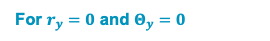 For r_y = 0 and Θ_y = 0